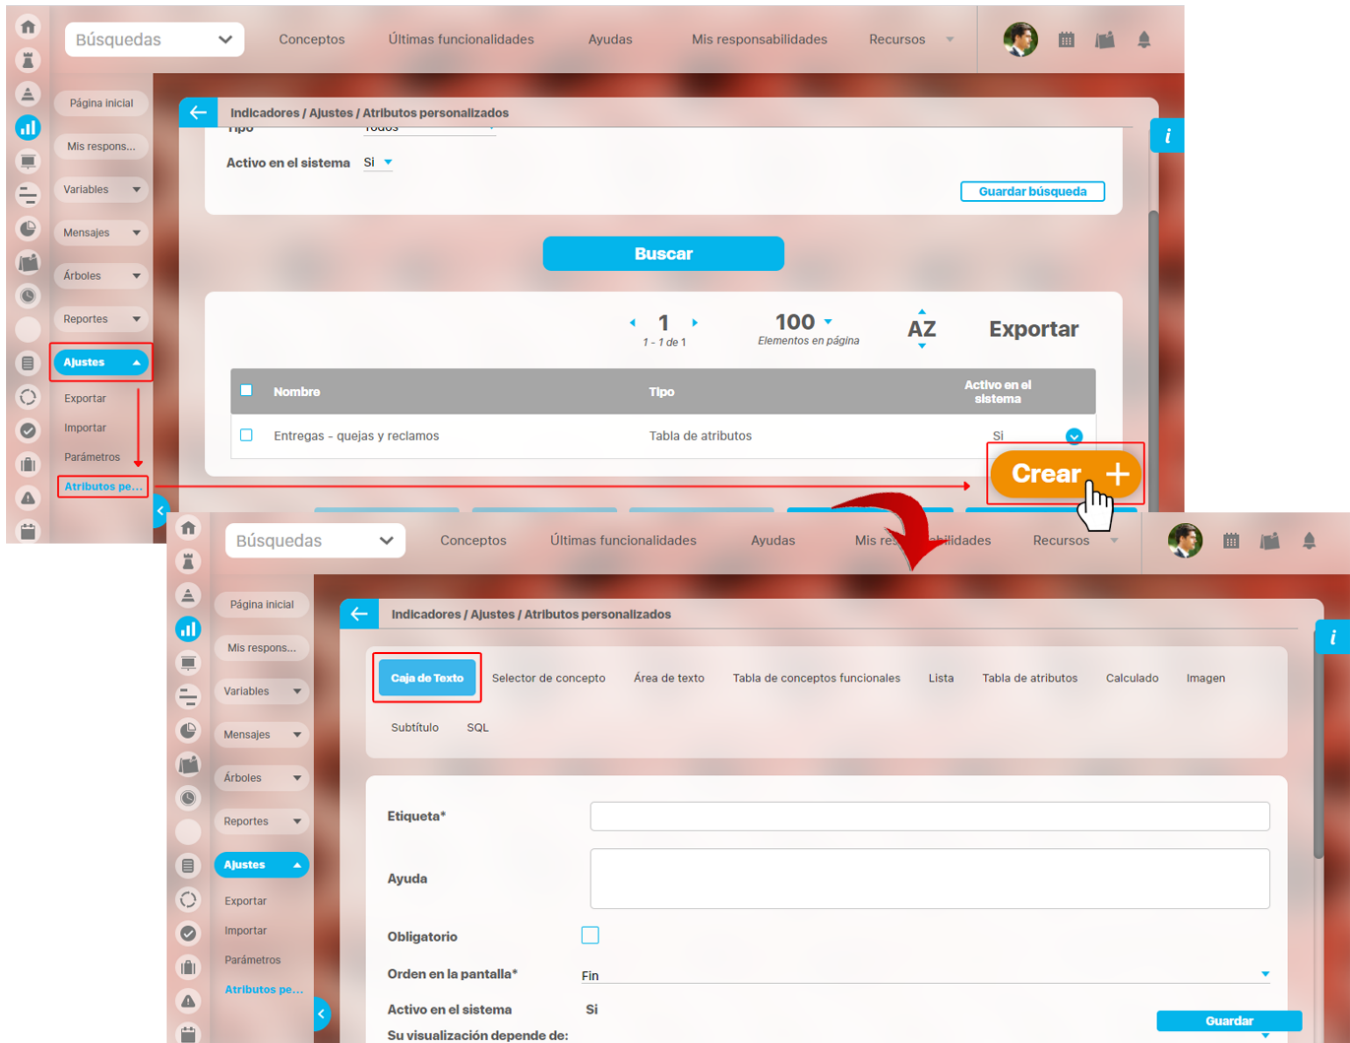 Búsquedas
Conceptos
Últimas funcionalidades
Ayudas
Mis responsabilidades
Recursos
Página inicial
Mis respons...
Variables
Mensajes
Árboles
Reportes
Ajustes
Exportar
Importar
Parámetros
Atributos pe...
Indicadores / Ajustes / Atributos personalizados
Tipo
Todos
Activo en el sistema Si
Guardar búsqueda
Buscar
1
1 - 1 de 1
100
Elementos en página
AZ
Exportar
Nombre
Tipo
Activo en el
sistema
Entregas - quejas y reclamos
Tabla de atributos
Si
Crear +
i
Búsquedas
Conceptos
Últimas funcionalidades
Ayudas
Mis responsabilidades
Recursos
Página inicial
Mis respons...
Variables
Mensajes
Árboles
Reportes
Ajustes
Exportar
Importar
Parámetros
Atributos pe...
Indicadores / Ajustes / Atributos personalizados
i
Caja de Texto
Selector de concepto
Área de texto
Tabla de conceptos funcionales
Lista
Tabla de atributos
Calculado
Imagen
Subtítulo
SQL
Etiqueta*
Ayuda
Obligatorio
Orden en la pantalla*
Fin
Activo en el sistema
Si
Su visualización depende de:
Guardar